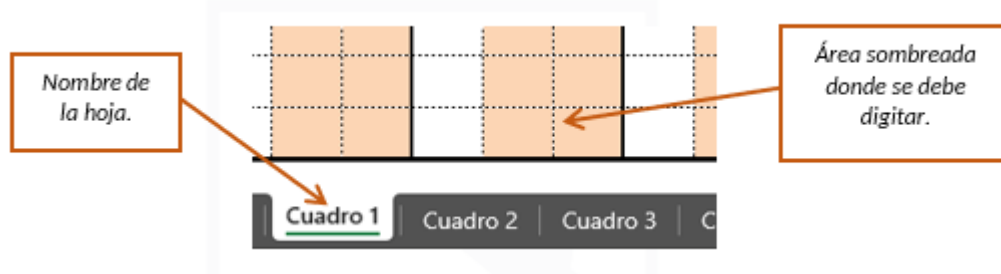 Nombre de
la hoja.
Área sombreada
donde se debe
digitar.
Cuadro 1
Cuadro 2
Cuadro 3
C